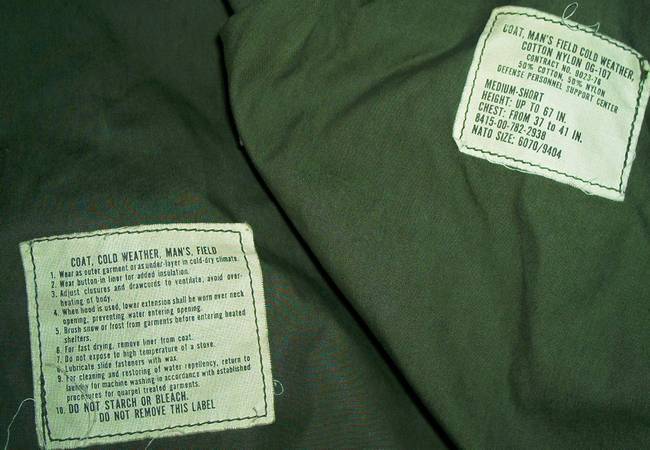 COAT, MAN'S FIELD COLD WEATHER,
COTTON NYLON OG-107
CONTRACT NO. 9023-76
50% COTTON, 50% NYLON
DEFENSE PERSONNEL SUPPORT CENTER
MEDIUM-SHORT
HEIGHT: UP TO 67 IN.
CHEST: FROM 37 to 41 IN.
8415-00-782-2938
NATO SIZE: 6070/9404
COAT, COLD WEATHER, MAN'S, FIELD
1. Wear as outer garment or as under-layer in cold-dry climate.
2. Wear button-in liner for added insulation.
3. Adjust closures and drawcords to ventilate, avoid over-
heating of body.
4. When hood is used, lower extension shall be worn over neck
opening, preventing water entering opening.
5. Brush snow or frost from garments before entering heated
shelters.
6. For fast drying, remove liner from coat.
7. Do not expose to high temperature of a stove.
8. Lubricate slide fasteners with wax.
9. For cleaning and restoring of water repellency, return to
laundry for machine washing in accordance with established
procedures for quarpel treated garments.
10. DO NOT STARCH OR BLEACH.
DO NOT REMOVE THIS LABEL